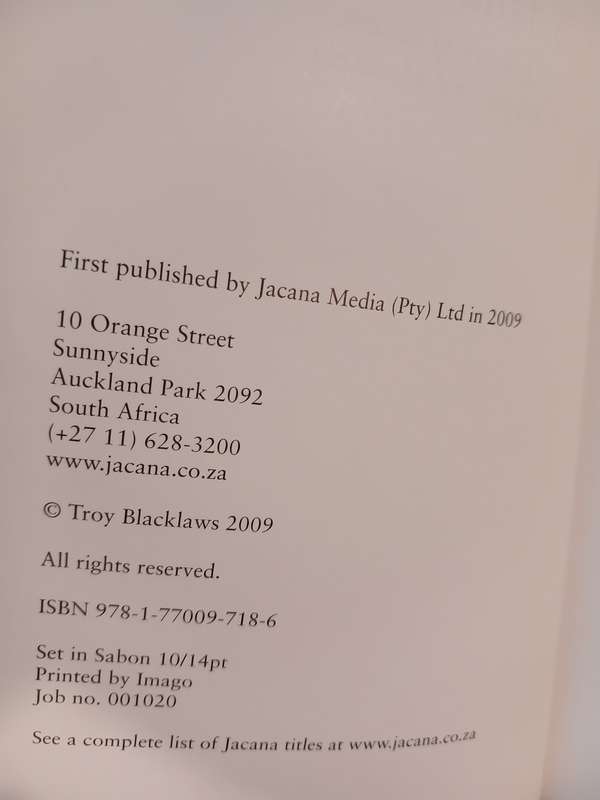 First published by Jacana Media (Pty) Ltd in 2009
10 Orange Street
Sunnyside
Auckland Park 2092
South Africa
(+27 11) 628-3200
www.jacana.co.za
© Troy Blacklaws 2009
All rights reserved.
ISBN 978-1-77009-718-6
Set in Sabon 10/14pt
Printed by Imago
Job no. 001020
See a complete list of Jacana titles at www.jacana.co.za